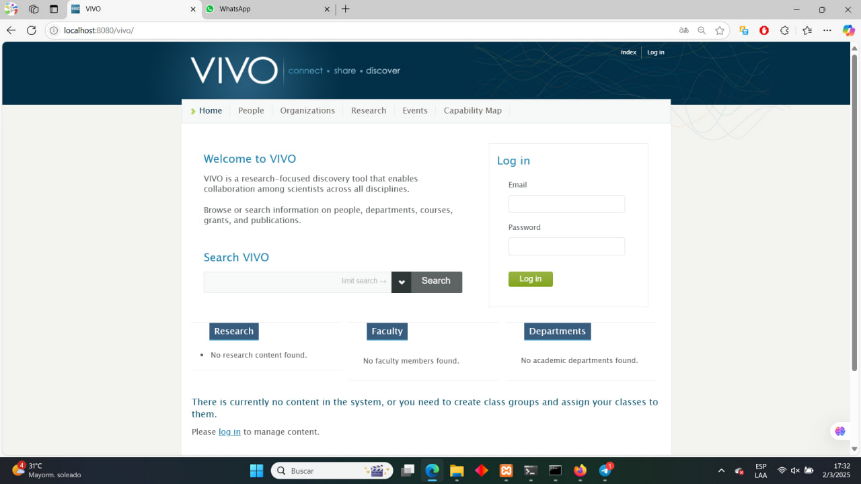 VIVO
WhatsApp
localhost:8080/vivo/
Index
Log in
VIVO
connect • share • discover
Home
People
Organizations
Research
Events
Capability Map
Welcome to VIVO
VIVO is a research-focused discovery tool that enables
collaboration among scientists across all disciplines.
Browse or search information on people, departments, courses,
grants, and publications.
Search VIVO
limit search →
Search
Log in
Email
Password
Log in
Research
• No research content found.
Faculty
No faculty members found.
Departments
No academic departments found.
There is currently no content in the system, or you need to create class groups and assign your classes to
them.
Please log in to manage content.
4
31°C
Mayorm. soleado
Buscar
1
ESP
LAA
17:32
2/3/2025